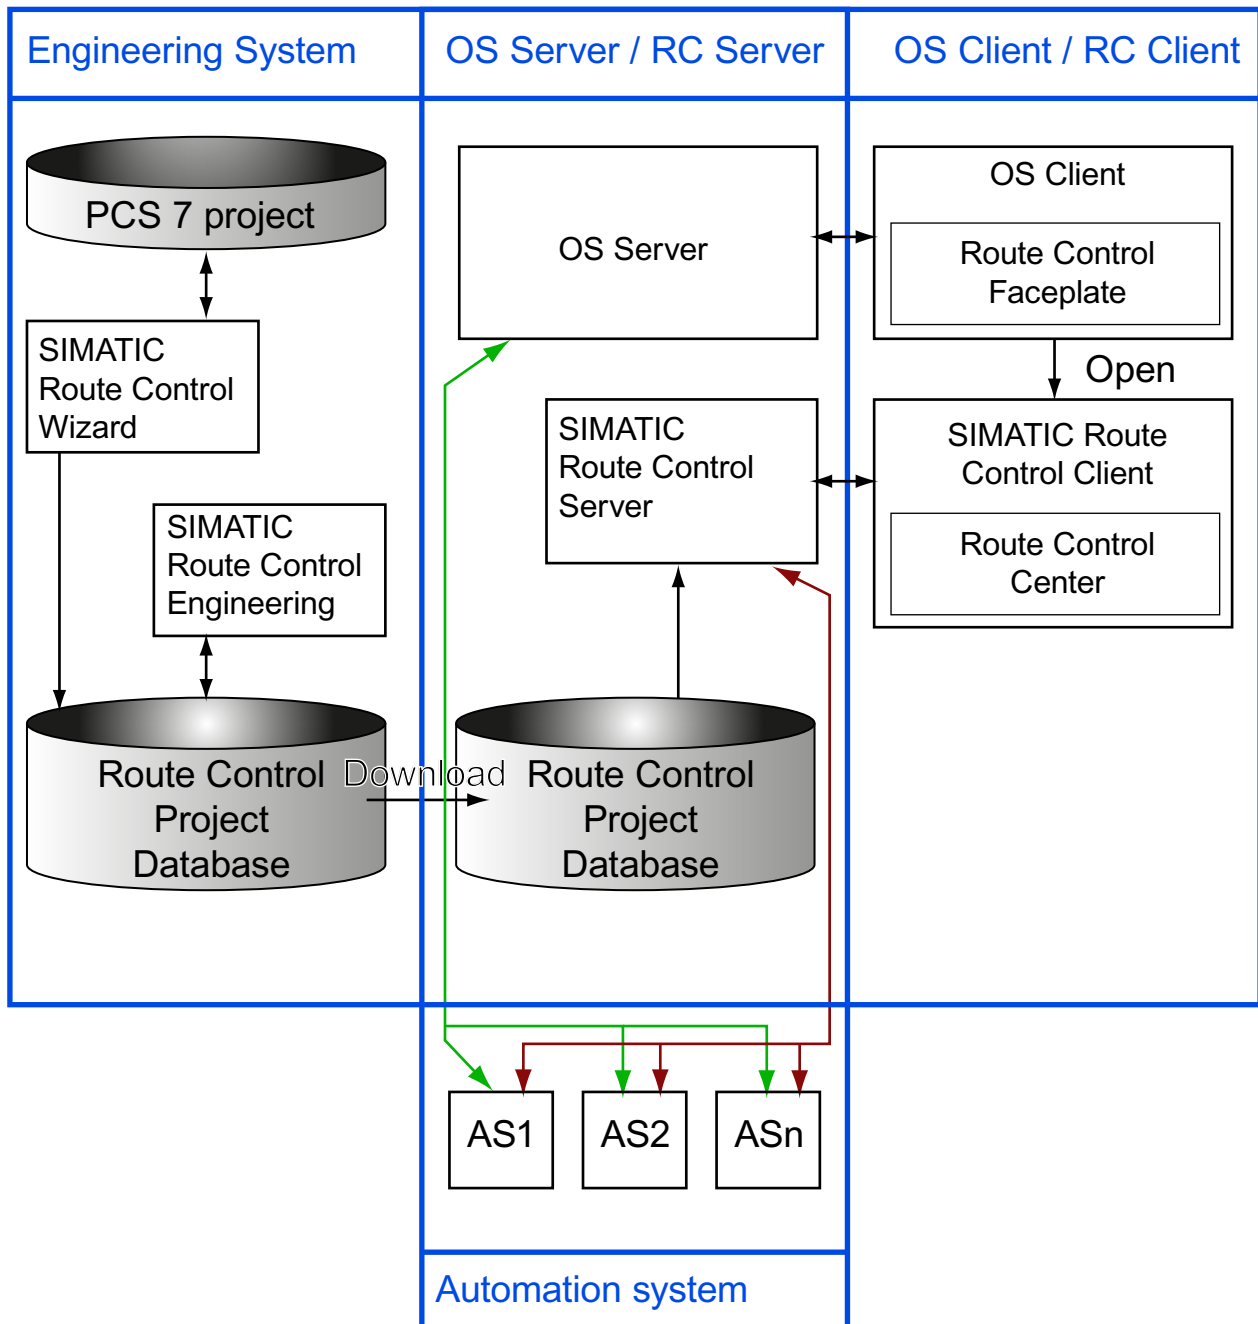 Engineering System
OS Server / RC Server
OS Client / RC Client
PCS 7 project
SIMATIC
Route Control
Wizard
SIMATIC
Route Control
Engineering
Route Control
Project
Database
Download
OS Server
SIMATIC
Route Control
Server
Route Control
Project
Database
OS Client
Route Control
Faceplate
Open
SIMATIC Route
Control Client
Route Control
Center
AS1
AS2
ASn
Automation system